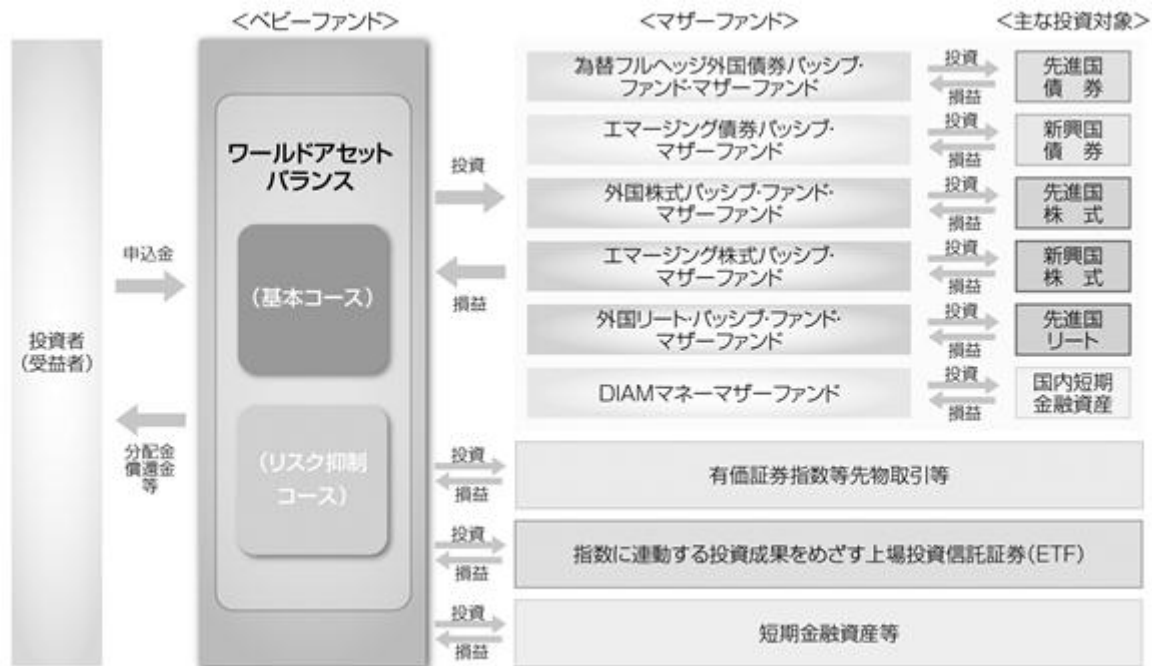 <ベビーファンド>
<マザーファンド>
<主な投資対象>
投資者
(受益者)
申込金
分配金
償還金
等
ワールドアセット
バランス
(基本コース)
(リスク抑制
コース)
投資
損益
為替フルヘッジ外国債券パッシブ・
ファンド・マザーファンド
投資
損益
先進国
債 券
エマージング債券パッシブ・
マザーファンド
投資
損益
新興国
債 券
外国株式パッシブ・ファンド・
マザーファンド
投資
損益
先進国
株 式
エマージング株式パッシブ・
マザーファンド
投資
損益
新興国
株 式
外国リート・パッシブ・ファンド・
マザーファンド
投資
損益
先進国
リート
DIAMマネーマザーファンド
投資
損益
国内短期
金融資産
投資
損益
有価証券指数等先物取引等
投資
損益
指数に連動する投資成果をめざす上場投資信託証券(ETF)
投資
損益
短期金融資産等